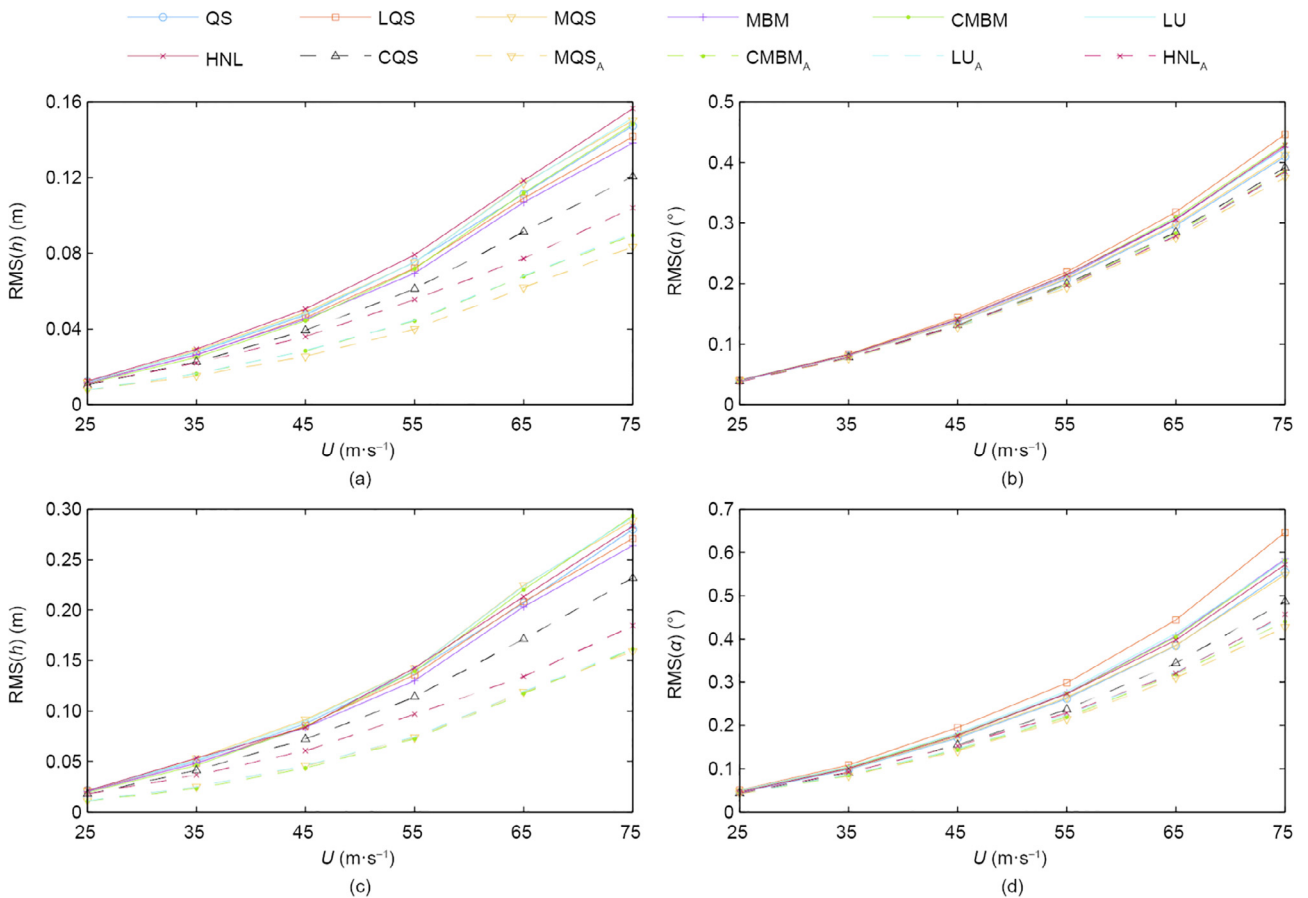 QS LQS MQS MBM CMBM LU
HNL CQS MQS_A CMBM_A LU_A HNL_A
0.16
0.12
0.08
0.04
0
RMS(h) (m)
25 35 45 55 65 75
U (m·s⁻¹)
(a)
0.5
0.4
0.3
0.2
0.1
0
RMS(α) (°)
25 35 45 55 65 75
U (m·s⁻¹)
(b)
0.30
0.25
0.20
0.15
0.10
0.05
0
RMS(h) (m)
25 35 45 55 65 75
U (m·s⁻¹)
(c)
0.7
0.6
0.5
0.4
0.3
0.2
0.1
0
RMS(α) (°)
25 35 45 55 65 75
U (m·s⁻¹)
(d)